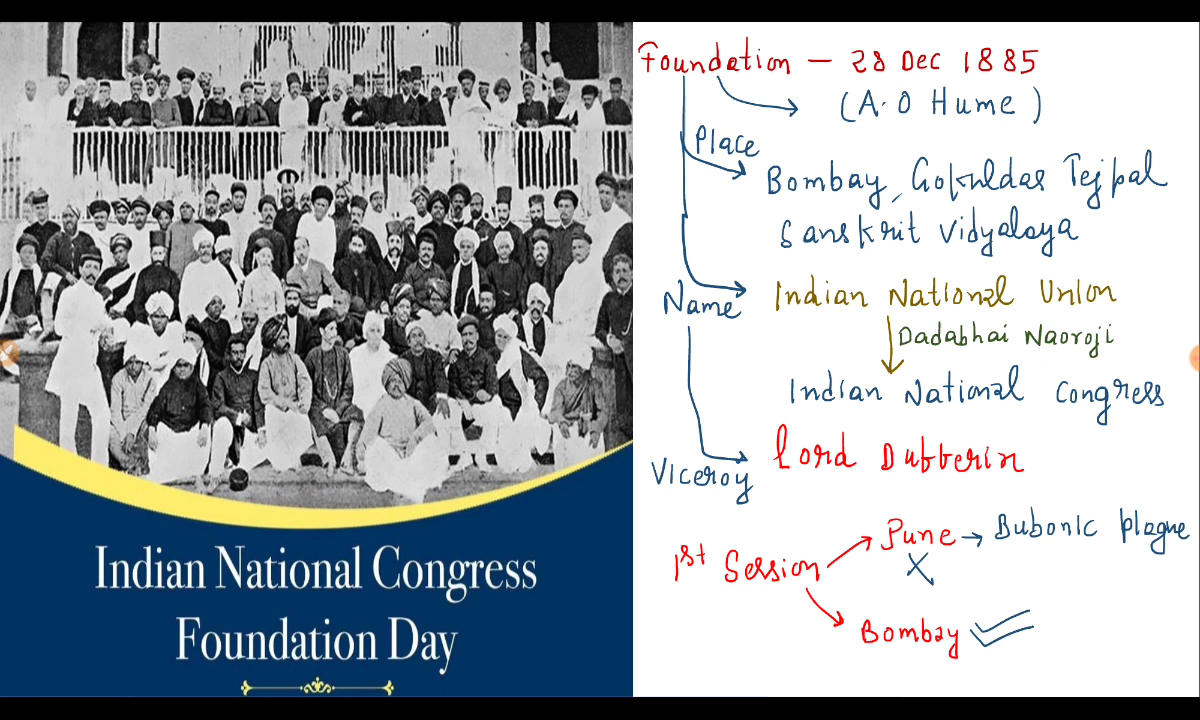 Indian National Congress
Foundation Day
Foundation – 28 Dec 1885
(A.O Hume)
Place
Bombay, Gokuldas Tejpal
Sanskrit Vidyalaya
Name
Indian National Union
Dadabhai Naoroji
Indian National Congress
Viceroy
Lord Dufferin
1st Session
Pune → Bubonic plague
X
Bombay